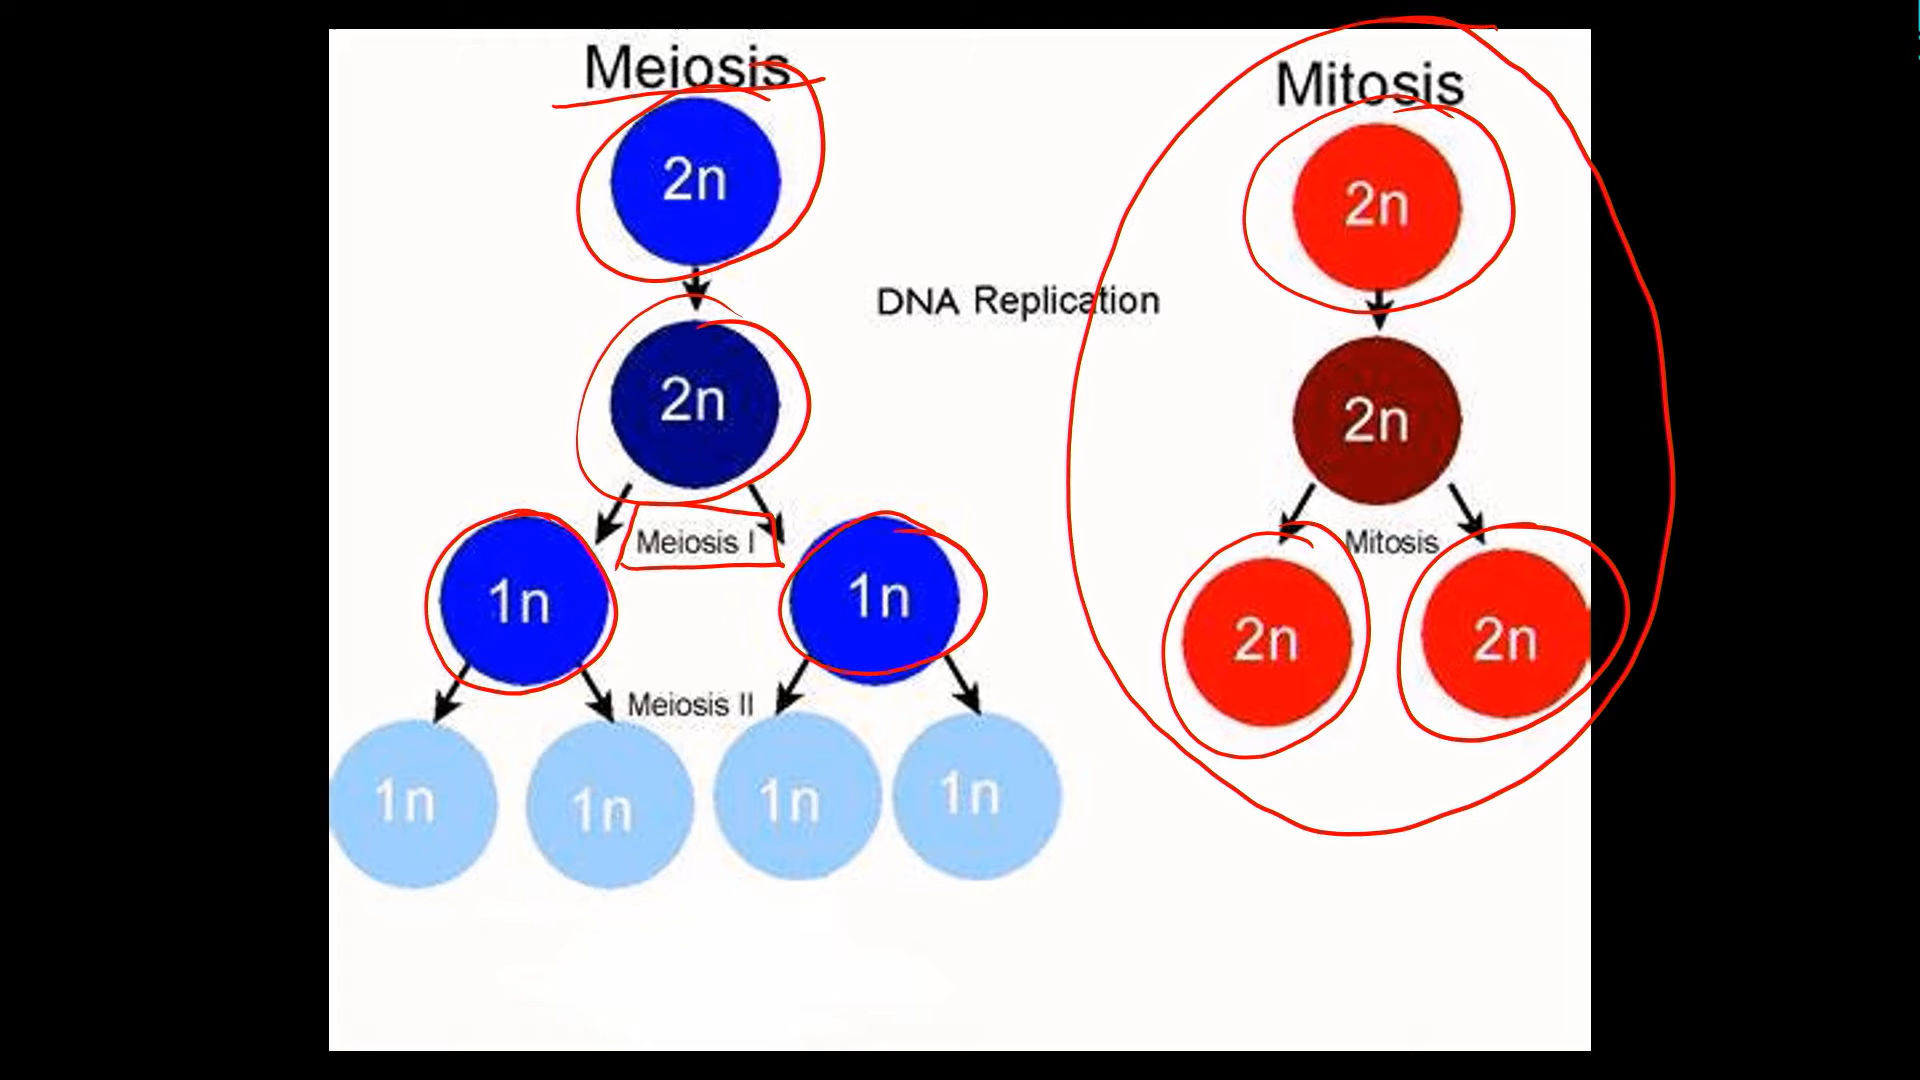 Meiosis
2n
2n
Meiosis I
1n
1n
Meiosis II
1n
1n
1n
1n
DNA Replication
Mitosis
2n
2n
Mitosis
2n
2n